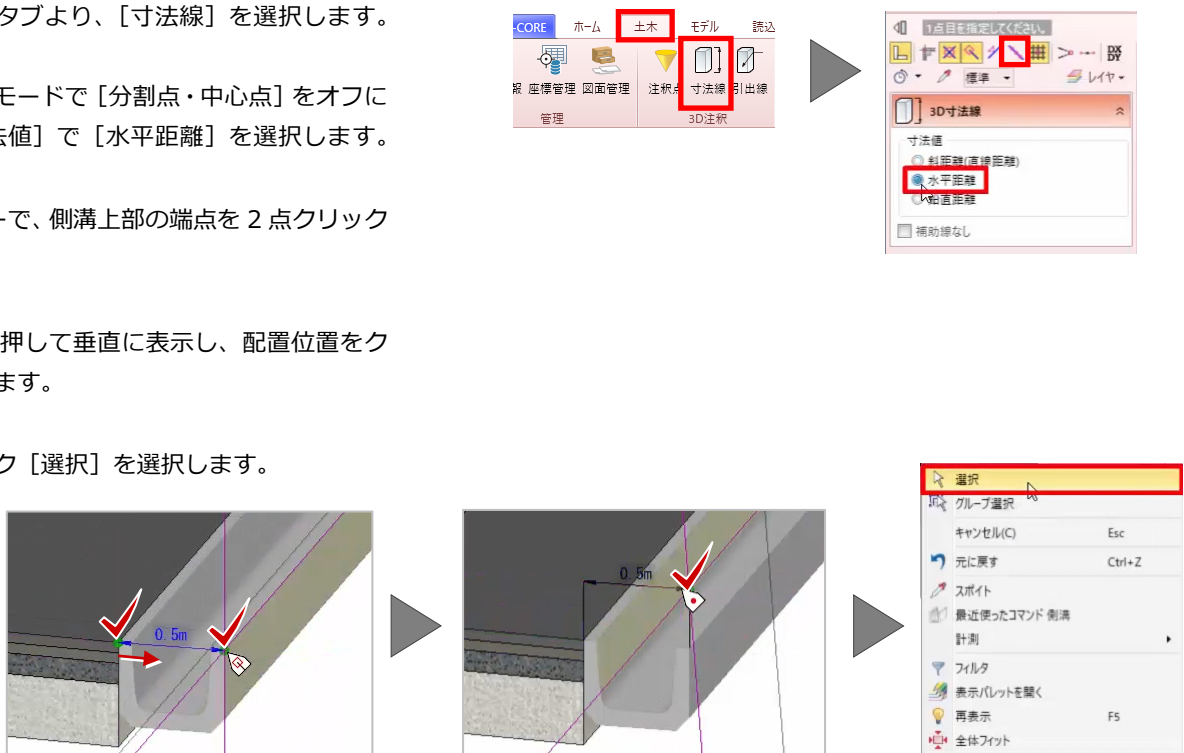 タブより、［寸法線］を選択します。
モードで［分割点・中心点］をオフに
法値］で［水平距離］を選択します。
ーで、側溝上部の端点を 2 点クリック
押して垂直に表示し、配置位置をク
ます。
ク［選択］を選択します。
-CORE ホーム 土木 モデル 読込
報 座標管理 図面管理 注釈点 寸法線 引出線
管理 3D注釈
1点目を指定してください。
DX
DY
標準 レイヤ
3D寸法線
寸法値
斜距離(直線距離)
水平距離
鉛直距離
補助線なし
0.5m
0.5m
選択
グループ選択
キャンセル(C) Esc
元に戻す Ctrl+Z
スポイト
最近使ったコマンド 側溝
計測
フィルタ
表示パレットを開く
再表示 F5
全体フィット